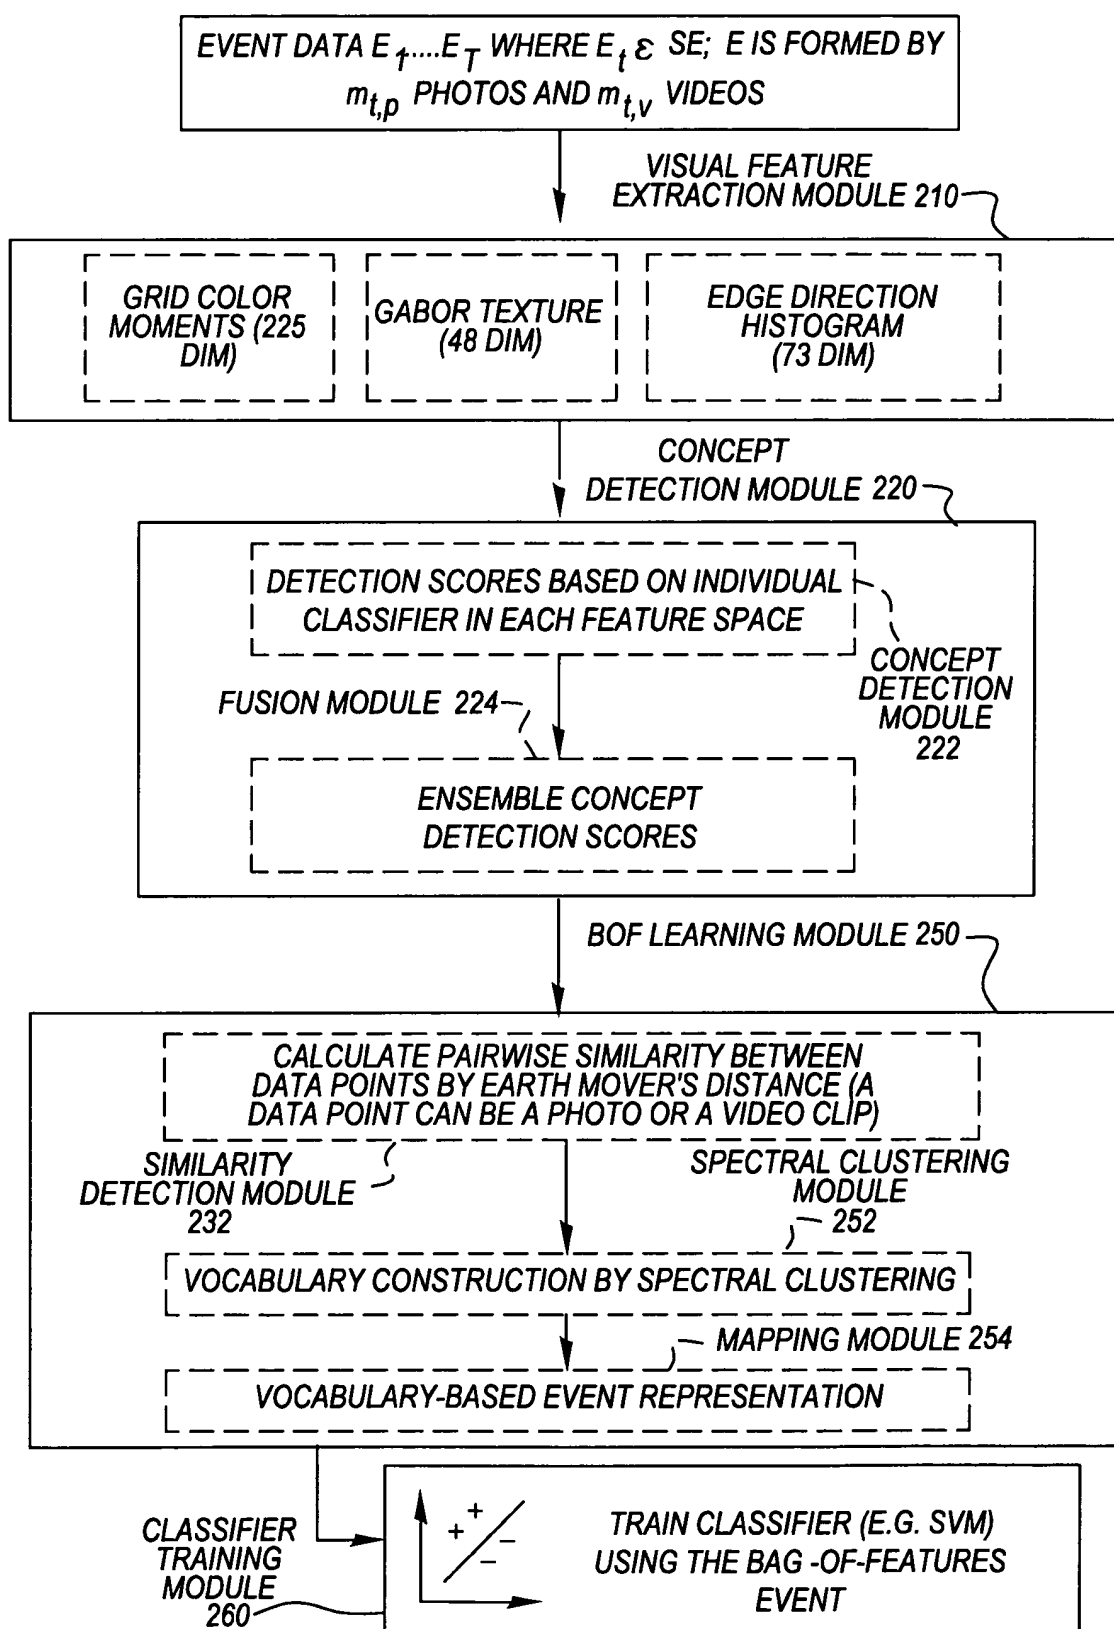 EVENT DATA E1....ET WHERE Et ε SE; E IS FORMED BY
mt,p PHOTOS AND mt,v VIDEOS
VISUAL FEATURE
EXTRACTION MODULE 210
GRID COLOR
MOMENTS (225
DIM)
GABOR TEXTURE
(48 DIM)
EDGE DIRECTION
HISTOGRAM
(73 DIM)
CONCEPT
DETECTION MODULE 220
DETECTION SCORES BASED ON INDIVIDUAL
CLASSIFIER IN EACH FEATURE SPACE
CONCEPT
DETECTION
MODULE
222
FUSION MODULE 224
ENSEMBLE CONCEPT
DETECTION SCORES
BOF LEARNING MODULE 250
CALCULATE PAIRWISE SIMILARITY BETWEEN
DATA POINTS BY EARTH MOVER'S DISTANCE (A
DATA POINT CAN BE A PHOTO OR A VIDEO CLIP)
SIMILARITY
DETECTION MODULE
232
SPECTRAL CLUSTERING
MODULE
252
VOCABULARY CONSTRUCTION BY SPECTRAL CLUSTERING
MAPPING MODULE 254
VOCABULARY-BASED EVENT REPRESENTATION
CLASSIFIER
TRAINING
MODULE
260
TRAIN CLASSIFIER (E.G. SVM)
USING THE BAG -OF-FEATURES
EVENT